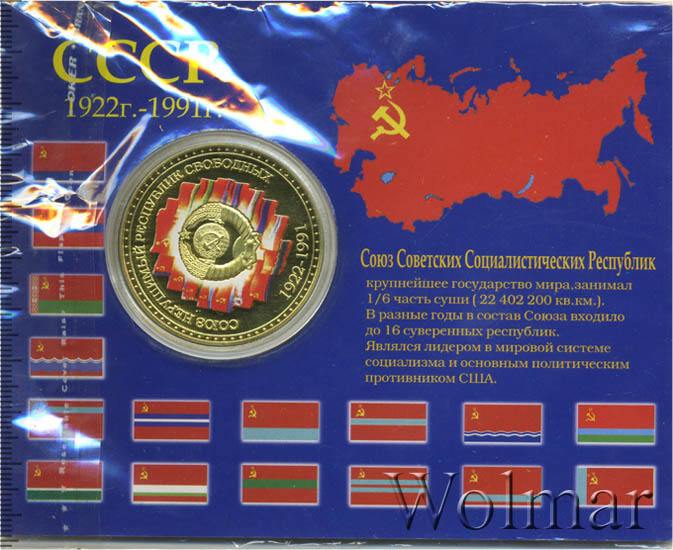 СССР
1922г.-1991г.
СОЮЗ НЕРУШИМЫЙ РЕСПУБЛИК СВОБОДНЫХ
1922-1991
Союз Советских Социалистических Республик
крупнейшее государство мира,занимал
1/6 часть суши ( 22 402 200 кв.км.).
В разные годы в состав Союза входило
до 16 суверенных республик.
Являлся лидером в мировой системе
социализма и основным политическим
противником США.
Wolmar